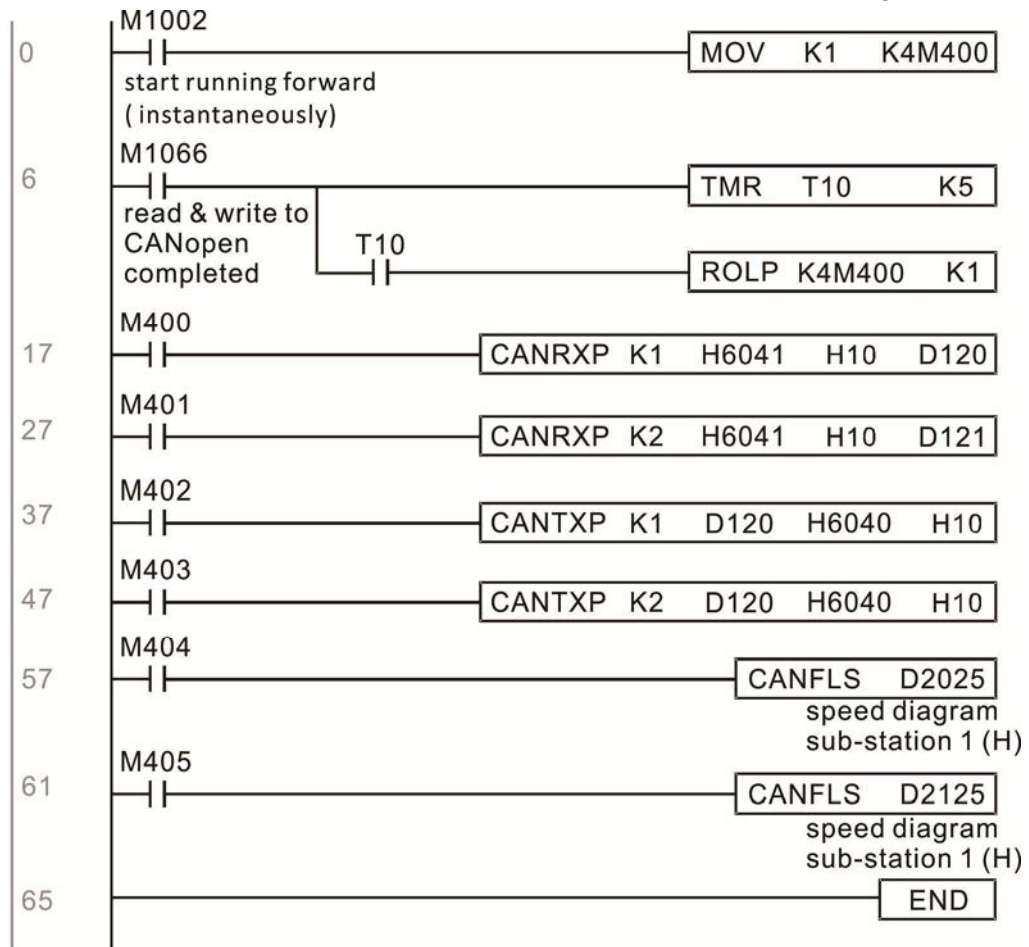 M1002
0 MOV K1 K4M400
start running forward
( instantaneously)
M1066
6 TMR T10 K5
read & write to
CANopen T10
completed ROLP K4M400 K1
M400
17 CANRXP K1 H6041 H10 D120
M401
27 CANRXP K2 H6041 H10 D121
M402
37 CANTXP K1 D120 H6040 H10
M403
47 CANTXP K2 D120 H6040 H10
M404
57 CANFLS D2025
speed diagram
sub-station 1 (H)
M405
61 CANFLS D2125
speed diagram
sub-station 1 (H)
65 END